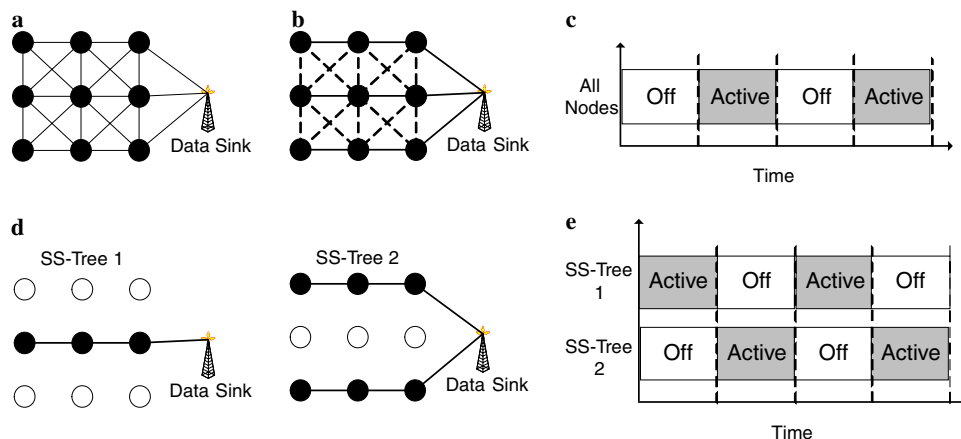 a
Data Sink
b
Data Sink
c
All
Nodes
Off
Active
Off
Active
Time
d
SS-Tree 1
Data Sink
SS-Tree 2
Data Sink
e
SS-Tree
1
Active
Off
Active
Off
SS-Tree
2
Off
Active
Off
Active
Time